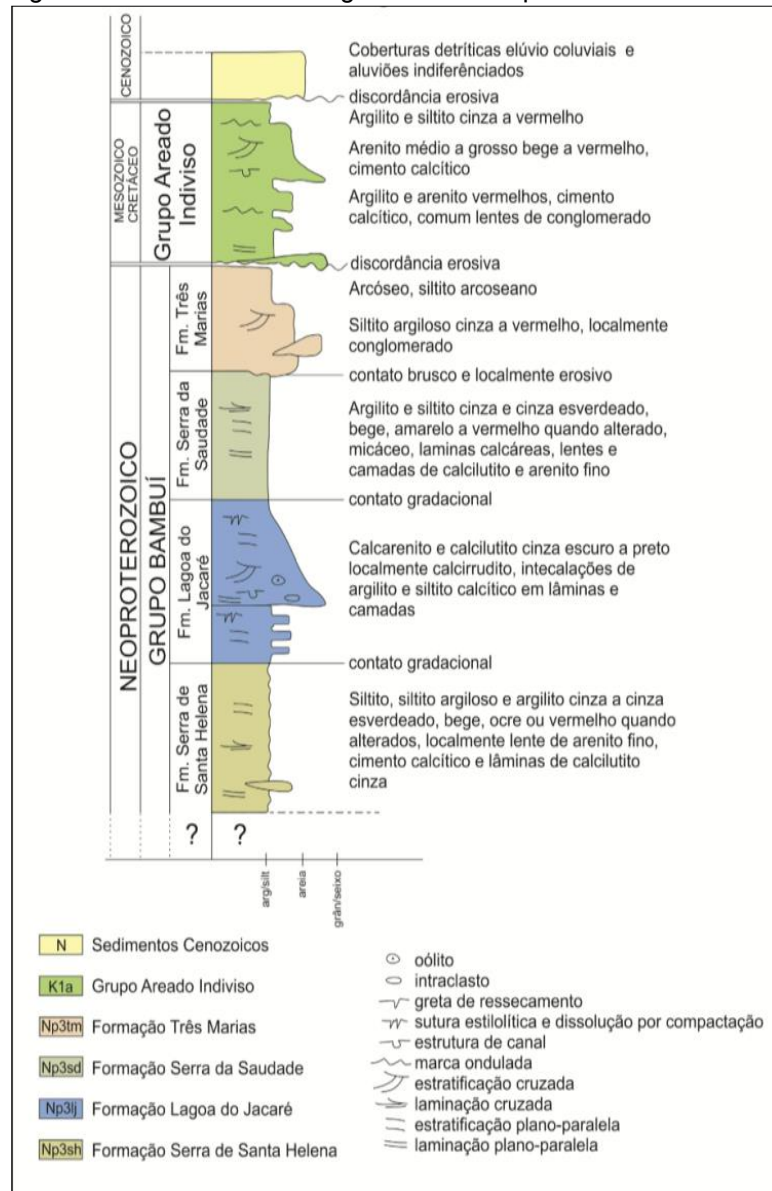 CENOZOICO
Coberturas detríticas elúvio coluviais e
aluviões indiferênciados
discordância erosiva
MESOZOICO
CRETÁCEO
Grupo Areado
Indiviso
Argilito e siltito cinza a vermelho
Arenito médio a grosso bege a vermelho,
cimento calcítico
Argilito e arenito vermelhos, cimento
calcítico, comum lentes de conglomerado
discordância erosiva
NEOPROTEROZOICO
GRUPO BAMBUÍ
Fm. Três
Marias
Arcóseo, siltito arcoseano
Siltito argiloso cinza a vermelho, localmente
conglomerado
contato brusco e localmente erosivo
Fm. Serra da
Saudade
Argilito e siltito cinza e cinza esverdeado,
bege, amarelo a vermelho quando alterado,
micáceo, laminas calcáreas, lentes e
camadas de calcilutito e arenito fino
contato gradacional
Fm. Lagoa do
Jacaré
Calcarenito e calcilutito cinza escuro a preto
localmente calcirrudito, intecalações de
argilito e siltito calcítico em lâminas e
camadas
contato gradacional
Fm. Serra de
Santa Helena
Siltito, siltito argiloso e argilito cinza a cinza
esverdeado, bege, ocre ou vermelho quando
alterados, localmente lente de arenito fino,
cimento calcítico e lâminas de calcilutito
cinza
? ?
arg/silt
areia
grân/seixo
N Sedimentos Cenozoicos
K1a Grupo Areado Indiviso
Np3tm Formação Três Marias
Np3sd Formação Serra da Saudade
Np3lj Formação Lagoa do Jacaré
Np3sh Formação Serra de Santa Helena
oólito
intraclasto
greta de ressecamento
sutura estilolítica e dissolução por compactação
estrutura de canal
marca ondulada
estratificação cruzada
laminação cruzada
estratificação plano-paralela
laminação plano-paralela